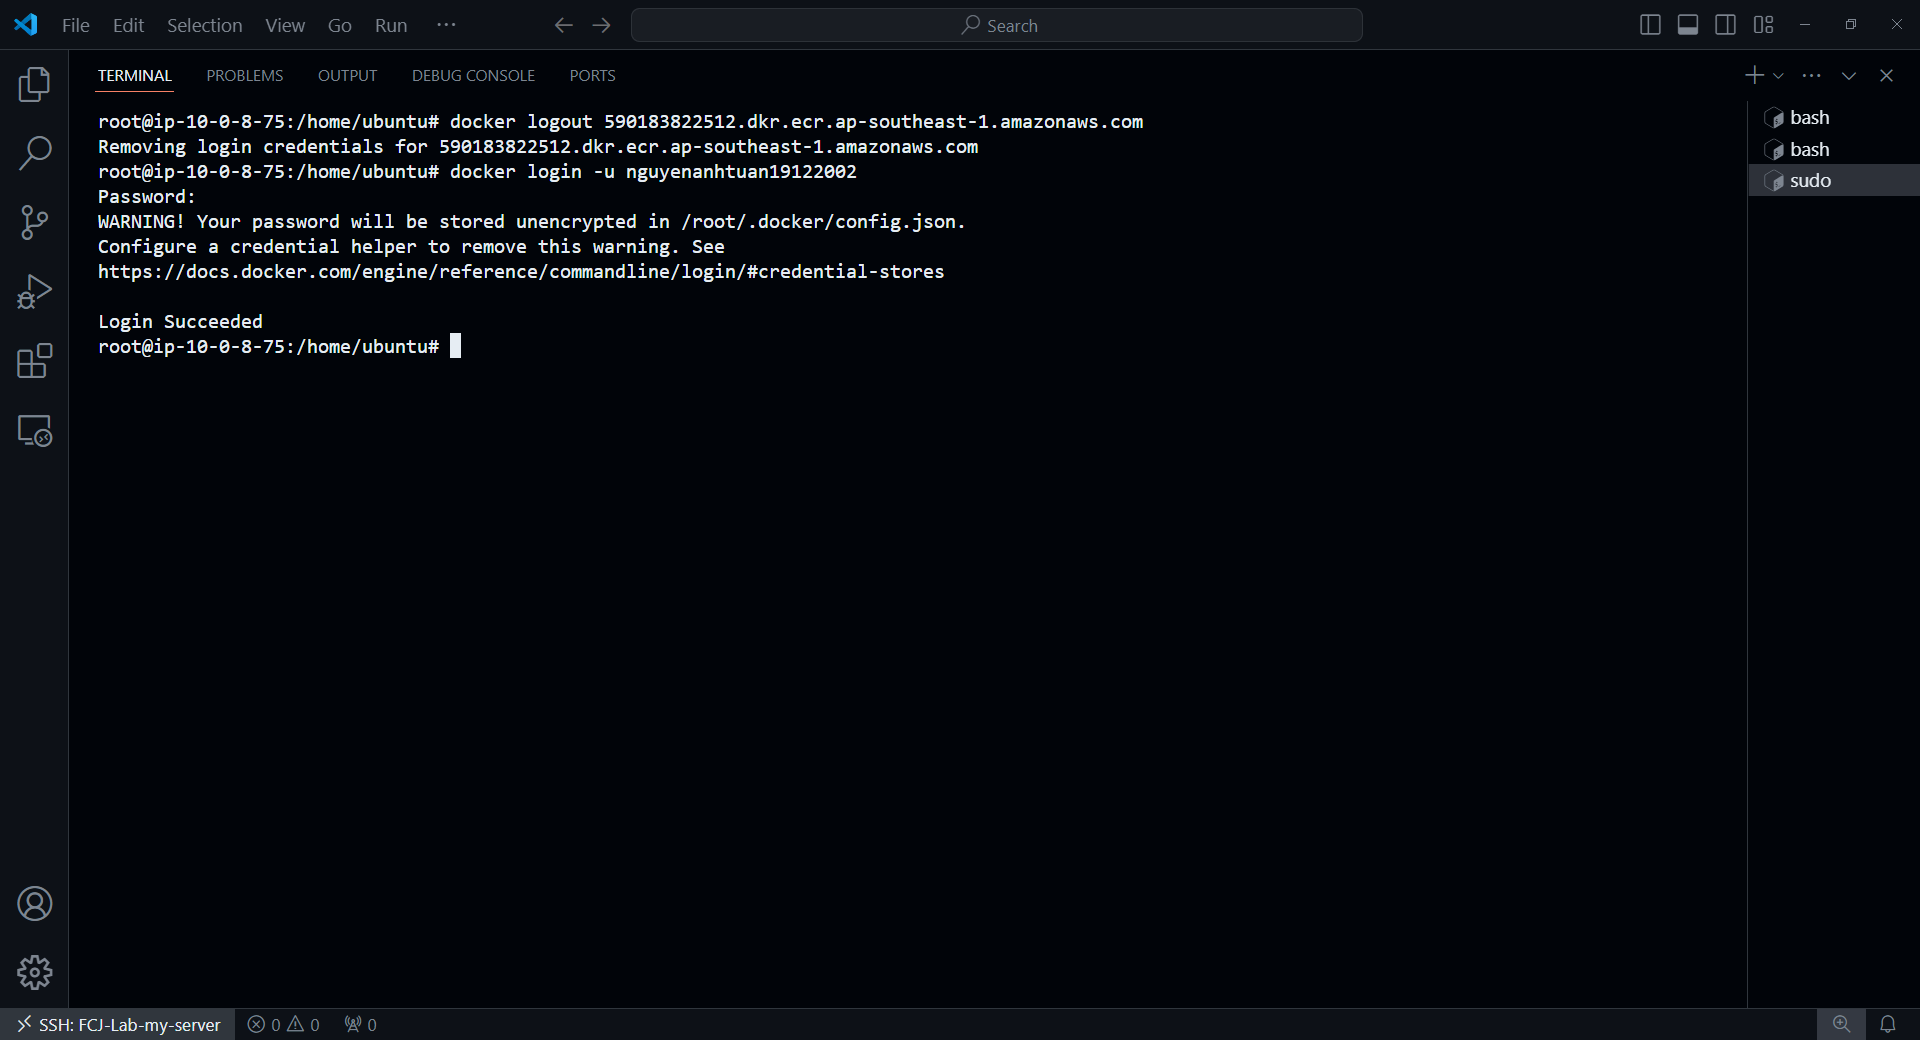 File Edit Selection View Go Run ···
Search
TERMINAL PROBLEMS OUTPUT DEBUG CONSOLE PORTS
root@ip-10-0-8-75:/home/ubuntu# docker logout 590183822512.dkr.ecr.ap-southeast-1.amazonaws.com
Removing login credentials for 590183822512.dkr.ecr.ap-southeast-1.amazonaws.com
root@ip-10-0-8-75:/home/ubuntu# docker login -u nguyenanhtuan19122002
Password:
WARNING! Your password will be stored unencrypted in /root/.docker/config.json.
Configure a credential helper to remove this warning. See
https://docs.docker.com/engine/reference/commandline/login/#credential-stores
Login Succeeded
root@ip-10-0-8-75:/home/ubuntu#
bash
bash
sudo
SSH: FCJ-Lab-my-server 0 0 0